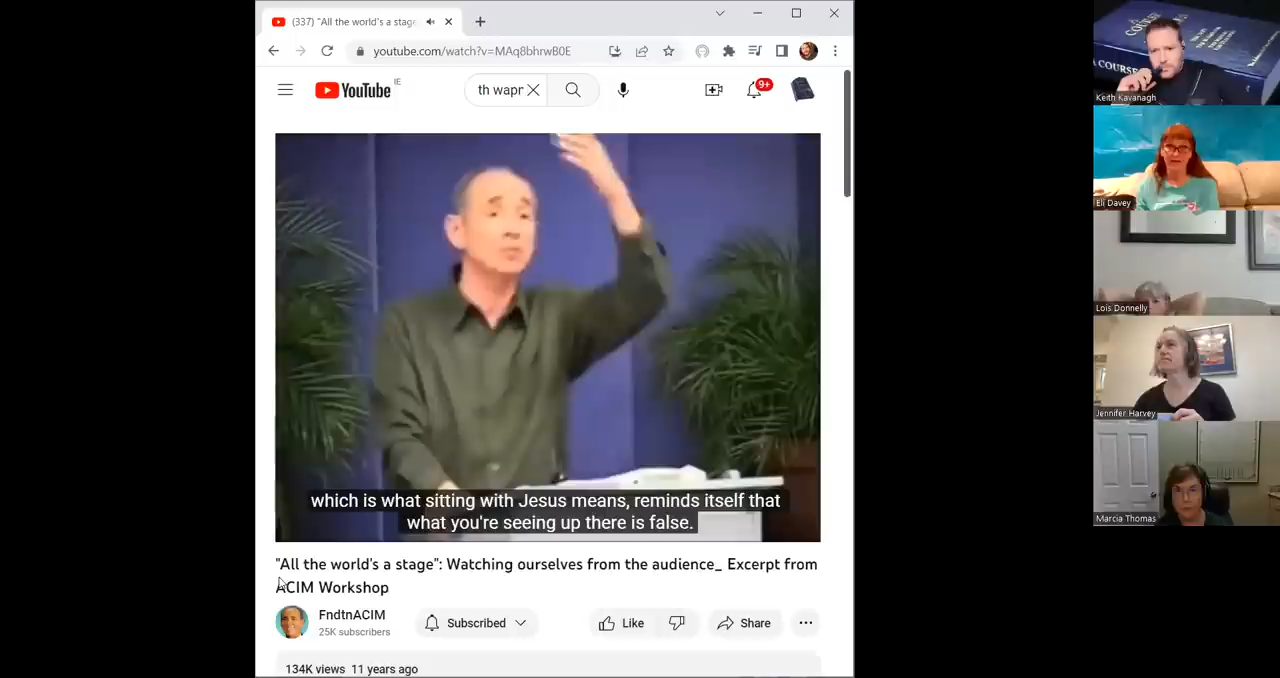 (337) "All the world's a stage
youtube.com/watch?v=MAq8bhrwB0E
YouTube
IE
th wapr
9+
which is what sitting with Jesus means, reminds itself that
what you're seeing up there is false.
"All the world's a stage": Watching ourselves from the audience_ Excerpt from
ACIM Workshop
FndtnACIM
25K subscribers
Subscribed
Like
Share
134K views 11 years ago
A COURSE
Keith Kavanagh
Eli Davey
Lois Donnelly
Jennifer Harvey
Marcia Thomas